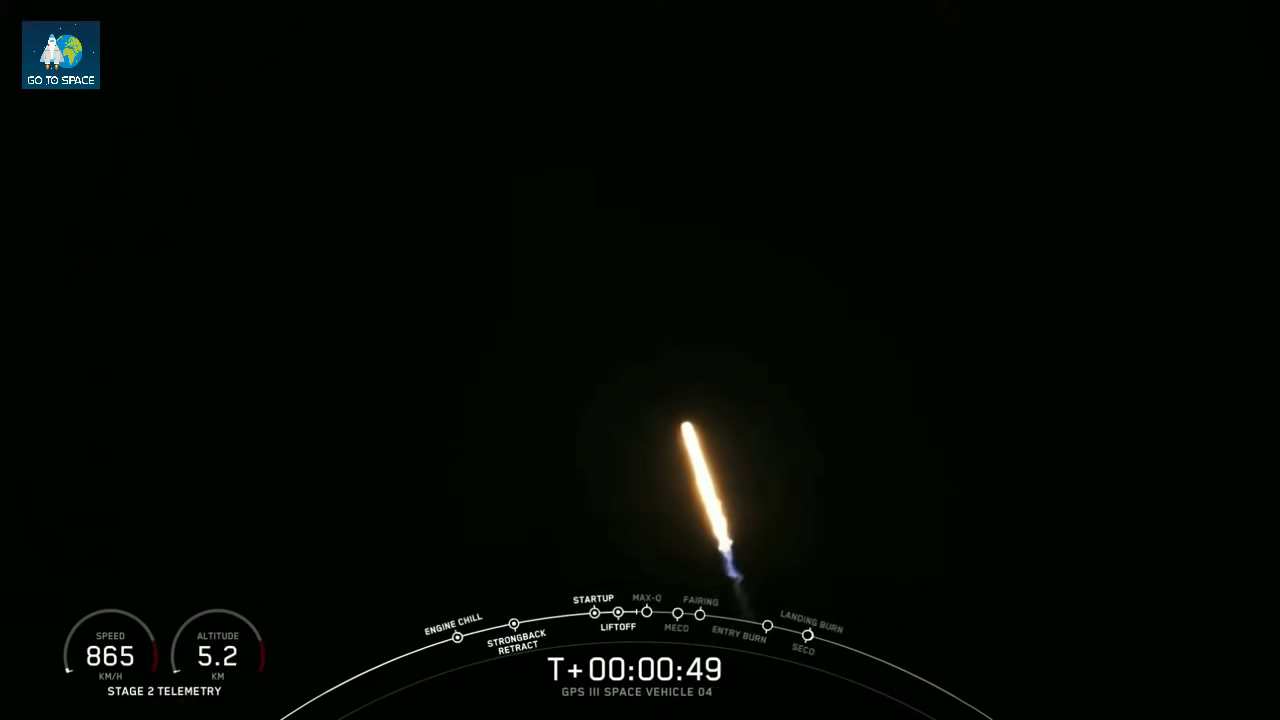 GO TO SPACE
ENGINE CHILL
STRONGBACK
RETRACT
STARTUP
LIFTOFF
MAX-Q
MECO
FAIRING
ENTRY BURN
LANDING BURN
SECO
SPEED
865
KM/H
ALTITUDE
5.2
KM
STAGE 2 TELEMETRY
T+00:00:49
GPS III SPACE VEHICLE 04